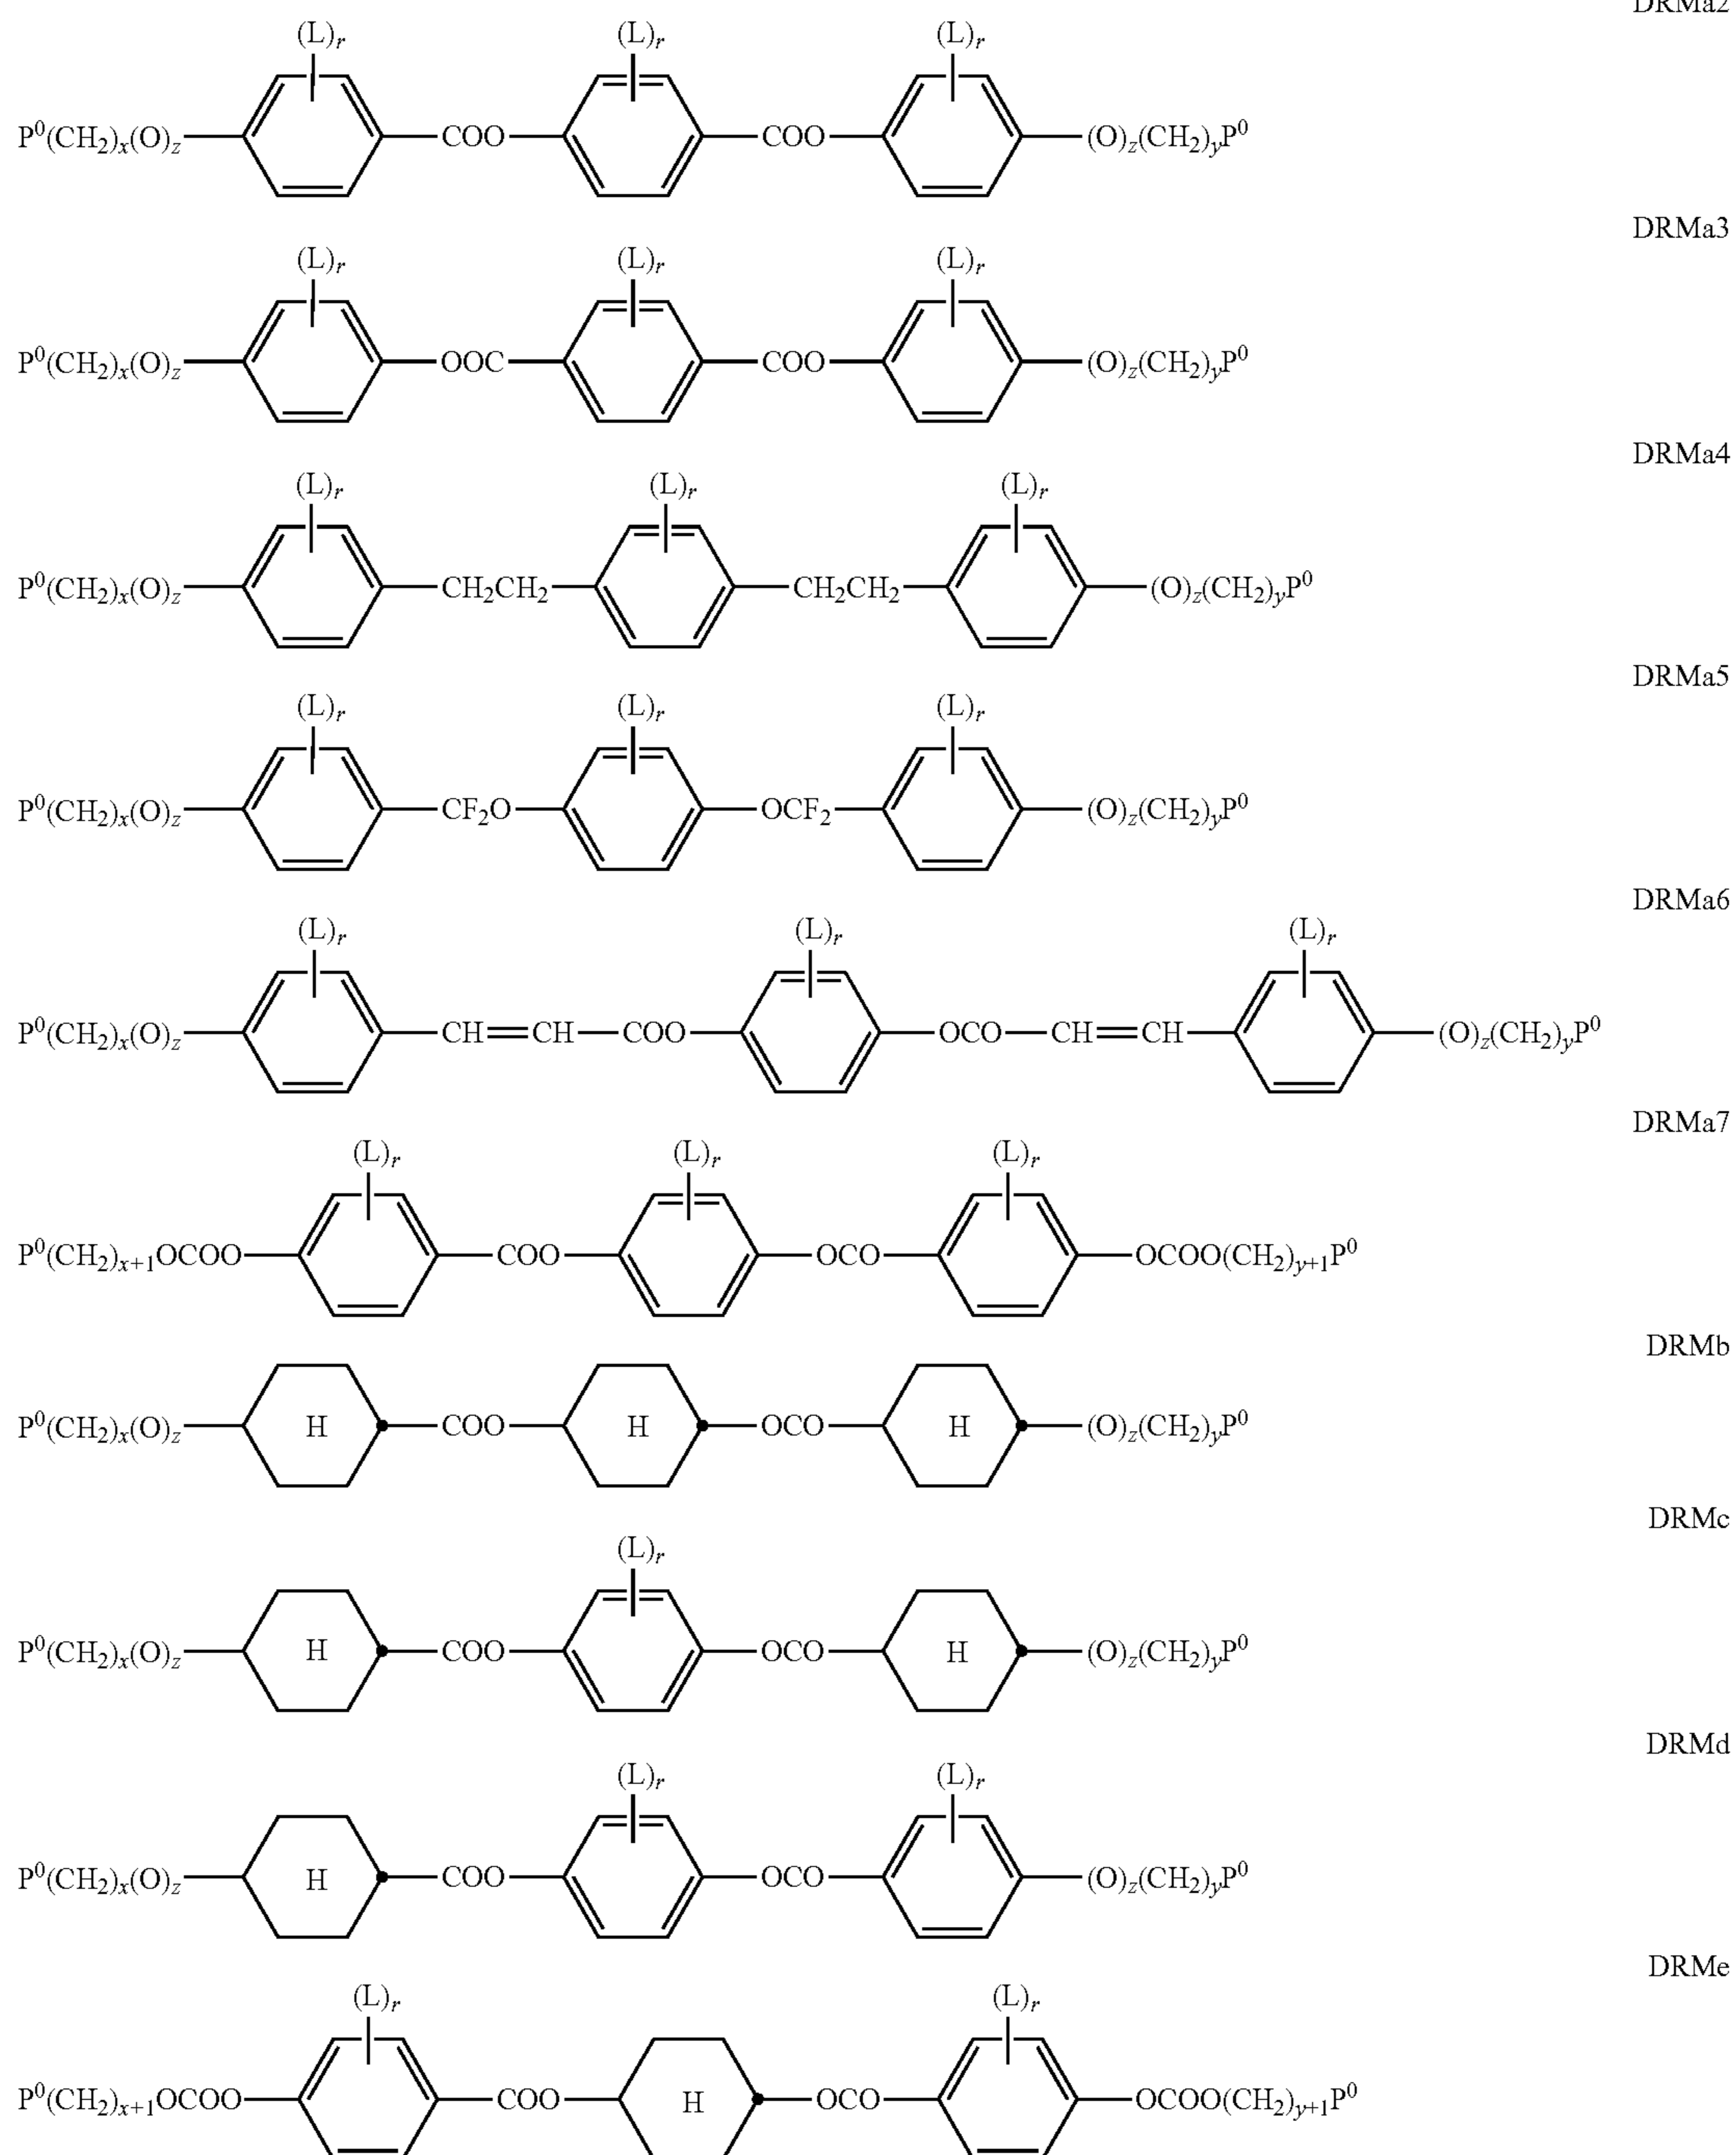 DRMa2
(L)r (L)r (L)r
P⁰(CH₂)x(O)z COO COO (O)z(CH₂)yP⁰
DRMa3
(L)r (L)r (L)r
P⁰(CH₂)x(O)z OOC COO (O)z(CH₂)yP⁰
DRMa4
(L)r (L)r (L)r
P⁰(CH₂)x(O)z CH₂CH₂ CH₂CH₂ (O)z(CH₂)yP⁰
DRMa5
(L)r (L)r (L)r
P⁰(CH₂)x(O)z CF₂O OCF₂ (O)z(CH₂)yP⁰
DRMa6
(L)r (L)r (L)r
P⁰(CH₂)x(O)z CH CH COO OCO CH CH (O)z(CH₂)yP⁰
DRMa7
(L)r (L)r (L)r
P⁰(CH₂)x+1OCOO COO OCO OCOO(CH₂)y+1P⁰
DRMb
P⁰(CH₂)x(O)z H COO H OCO H (O)z(CH₂)yP⁰
DRMc
(L)r
P⁰(CH₂)x(O)z H COO OCO H (O)z(CH₂)yP⁰
DRMd
(L)r (L)r
P⁰(CH₂)x(O)z H COO OCO (O)z(CH₂)yP⁰
DRMe
(L)r (L)r
P⁰(CH₂)x+1OCOO COO H OCO OCOO(CH₂)y+1P⁰